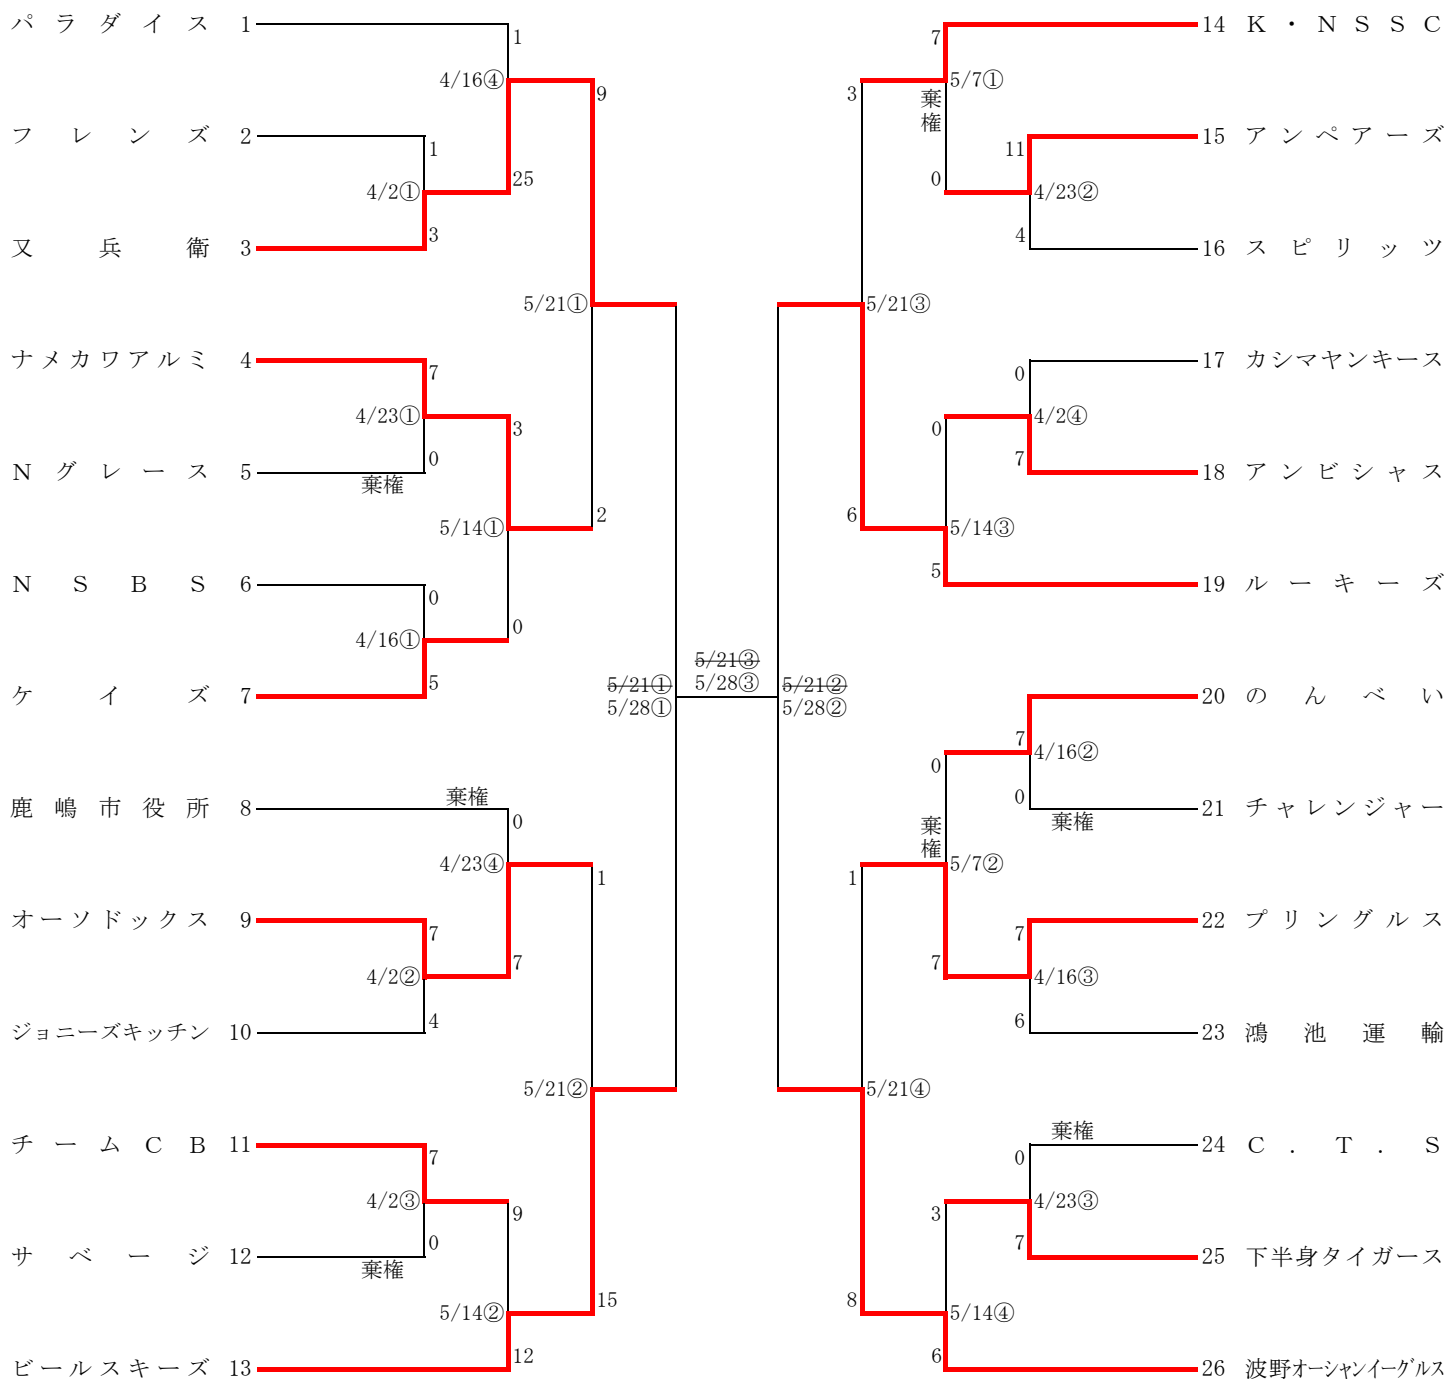 パラダイス 1
1
4/16④
9
フレンズ 2
1
4/2①
25
又兵衛 3
3
5/21①
ナメカワアルミ 4
7
4/23①
3
Nグレース 5
0
棄権
5/14①
2
NSBS 6
0
4/16①
0
ケイズ 7
5
5/21①
5/28①
5/21③
5/28③
5/21②
5/28②
鹿嶋市役所 8
棄権
0
4/23④
1
オーソドックス 9
7
4/2②
7
ジョニーズキッチン 10
4
5/21②
チームCB 11
7
4/2③
9
サベージ 12
0
棄権
5/14②
15
ビールスキーズ 13
12
14 K・NSSC
7
5/7①
3
棄権
15 アンペアーズ
11
0
4/23②
4
16 スピリッツ
5/21③
17 カシマヤンキース
0
4/2④
0
7
18 アンビシャス
6
5/14③
5
19 ルーキーズ
20 のんべい
7
4/16②
0
0
21 チャレンジャー
棄権
棄権
5/7②
1
22 プリングルス
7
7
4/16③
6
23 鴻池運輸
5/21④
棄権
24 C.T.S
0
4/23③
3
7
25 下半身タイガース
8
5/14④
6
26 波野オーシャンイーグルス